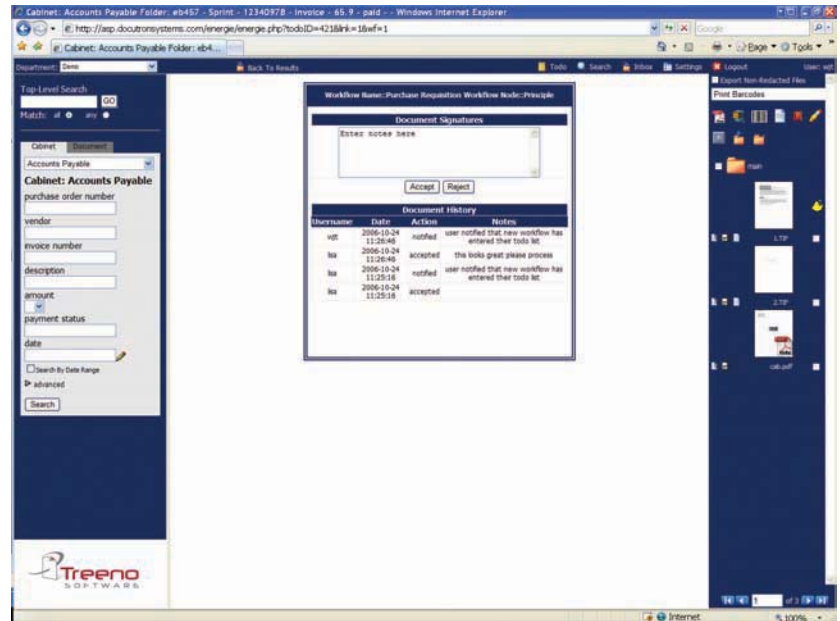 Cabinet: Accounts Payable Folder: eb457 - Sprint - 12340978 - Invoice - 65.9 - paid - - Windows Internet Explorer
http://asp.docutronsystems.com/energie/energie.php?todoID=421&link=1&wf=1
Google
Cabinet: Accounts Payable Folder: eb4...
Page
Tools
Department: Demo
Back To Results
Todo
Search
Inbox
Settings
Logout
User: vqt
Top-Level Search
GO
Match: all any
Cabinet
Document
Accounts Payable
Cabinet: Accounts Payable
purchase order number
vendor
invoice number
description
amount
payment status
date
Search By Date Range
advanced
Search
Treeno
SOFTWARE
Workflow Name: Purchase Requisition Workflow Node: Principle
Document Signatures
Enter notes here
Accept Reject
Document History
Username Date Action Notes
vqt 2006-10-24 11:26:46 notified user notified that new workflow has entered their todo list
lisa 2006-10-24 11:26:46 accepted this looks great please process
lisa 2006-10-24 11:25:16 notified user notified that new workflow has entered their todo list
lisa 2006-10-24 11:25:16 accepted
Export Non-Redacted Files
Print Barcodes
main
1.TIF
2.TIF
cab.pdf
1 of 3
Internet
100%